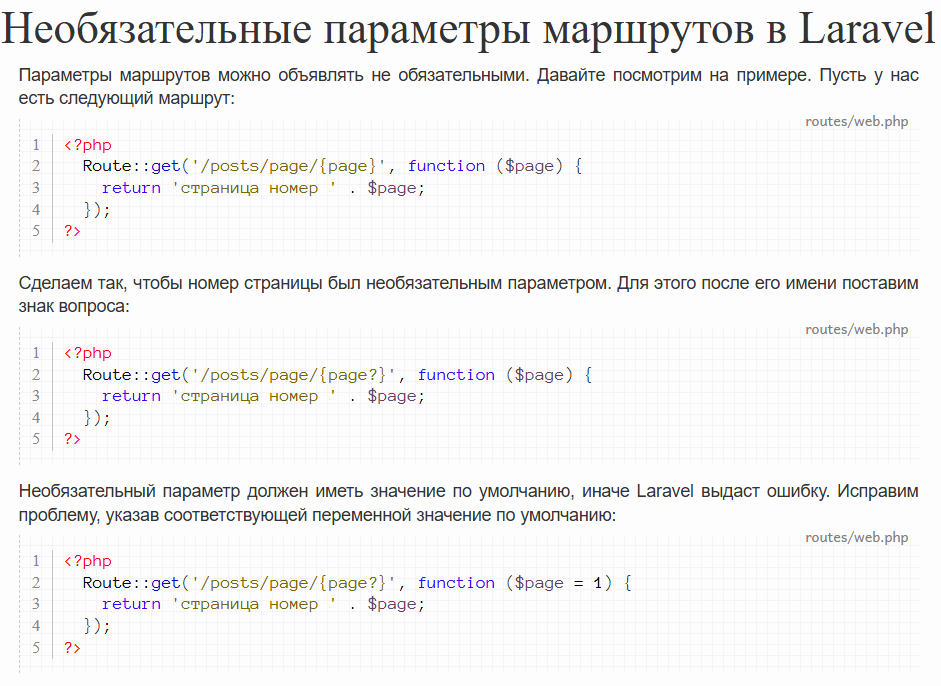 Необязательные параметры маршрутов в Laravel
Параметры маршрутов можно объявлять не обязательными. Давайте посмотрим на примере. Пусть у нас
есть следующий маршрут:
routes/web.php
1 <?php
2 Route::get('/posts/page/{page}', function ($page) {
3 return 'страница номер ' . $page;
4 });
5 ?>
Сделаем так, чтобы номер страницы был необязательным параметром. Для этого после его имени поставим
знак вопроса:
routes/web.php
1 <?php
2 Route::get('/posts/page/{page?}', function ($page) {
3 return 'страница номер ' . $page;
4 });
5 ?>
Необязательный параметр должен иметь значение по умолчанию, иначе Laravel выдаст ошибку. Исправим
проблему, указав соответствующей переменной значение по умолчанию:
routes/web.php
1 <?php
2 Route::get('/posts/page/{page?}', function ($page = 1) {
3 return 'страница номер ' . $page;
4 });
5 ?>